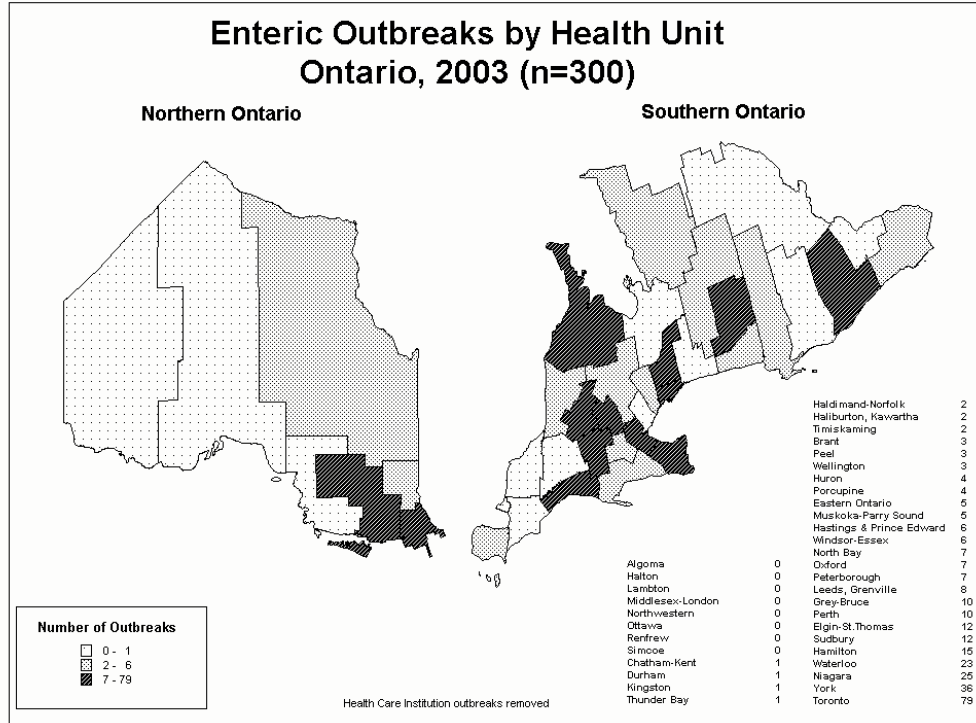 Enteric Outbreaks by Health Unit
Ontario, 2003 (n=300)
Northern Ontario
Southern Ontario
Number of Outbreaks
0 - 1
2 - 6
7 - 79
Health Care Institution outbreaks removed
Algoma 0
Halton 0
Lambton 0
Middlesex-London 0
Northwestern 0
Ottawa 0
Renfrew 0
Simcoe 0
Chatham-Kent 1
Durham 1
Kingston 1
Thunder Bay 1
Haldimand-Norfolk 2
Haliburton, Kawartha 2
Timiskaming 2
Brant 3
Peel 3
Wellington 3
Huron 4
Porcupine 4
Eastern Ontario 5
Muskoka-Parry Sound 5
Hastings & Prince Edward 6
Windsor-Essex 6
North Bay 7
Oxford 7
Peterborough 7
Leeds, Grenville 8
Grey-Bruce 10
Perth 10
Elgin-St.Thomas 12
Sudbury 12
Hamilton 15
Waterloo 23
Niagara 25
York 36
Toronto 79